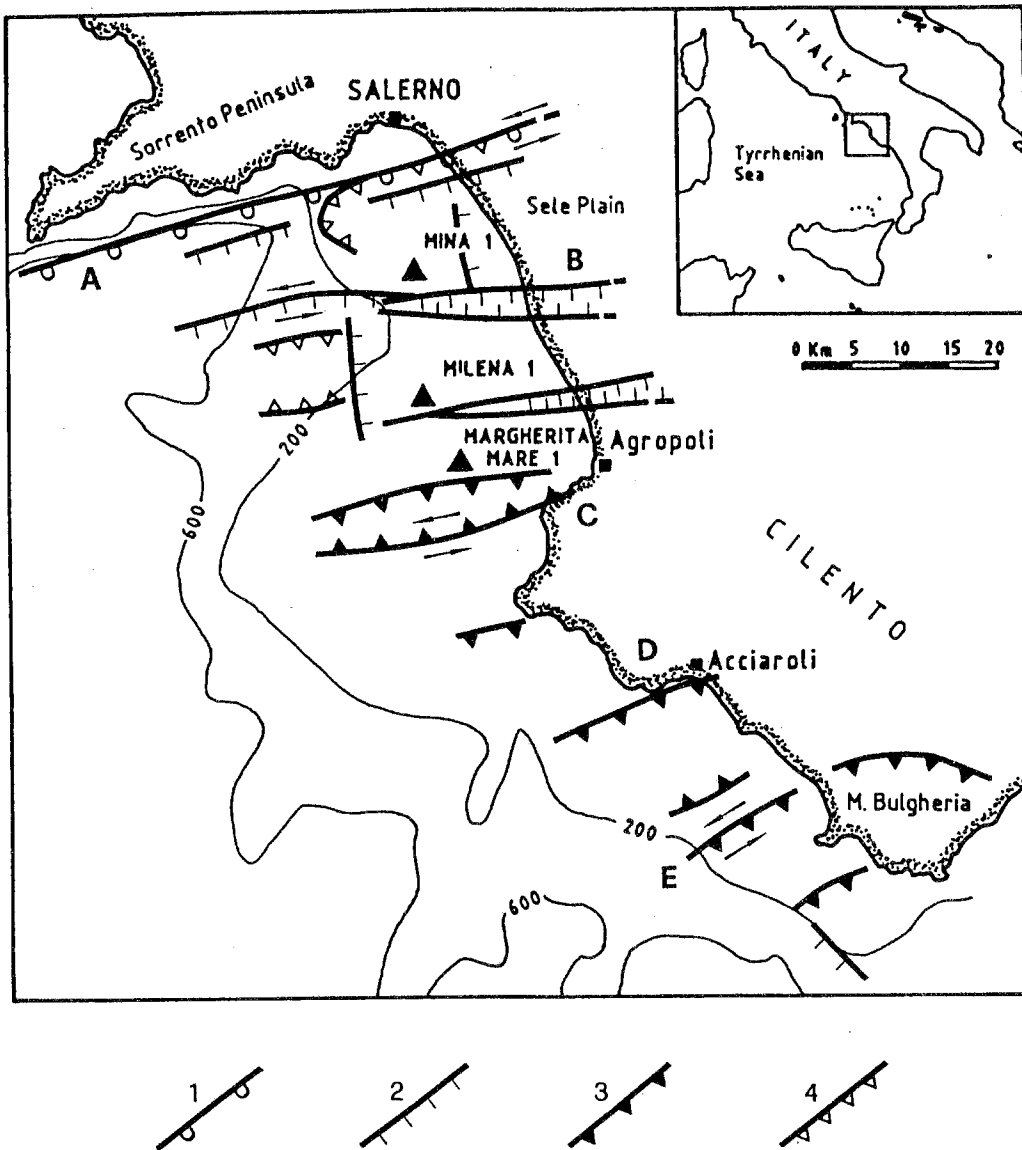 SALERNO
Sorrento Peninsula
Sele Plain
MINA 1
A
B
MILENA 1
200
MARGHERITA
MARE 1
Agropoli
600
C
CILENTO
D
Acciaroli
M. Bulgheria
200
E
600
ITALY
Tyrrhenian
Sea
0 Km 5 10 15 20
1 2 3 4